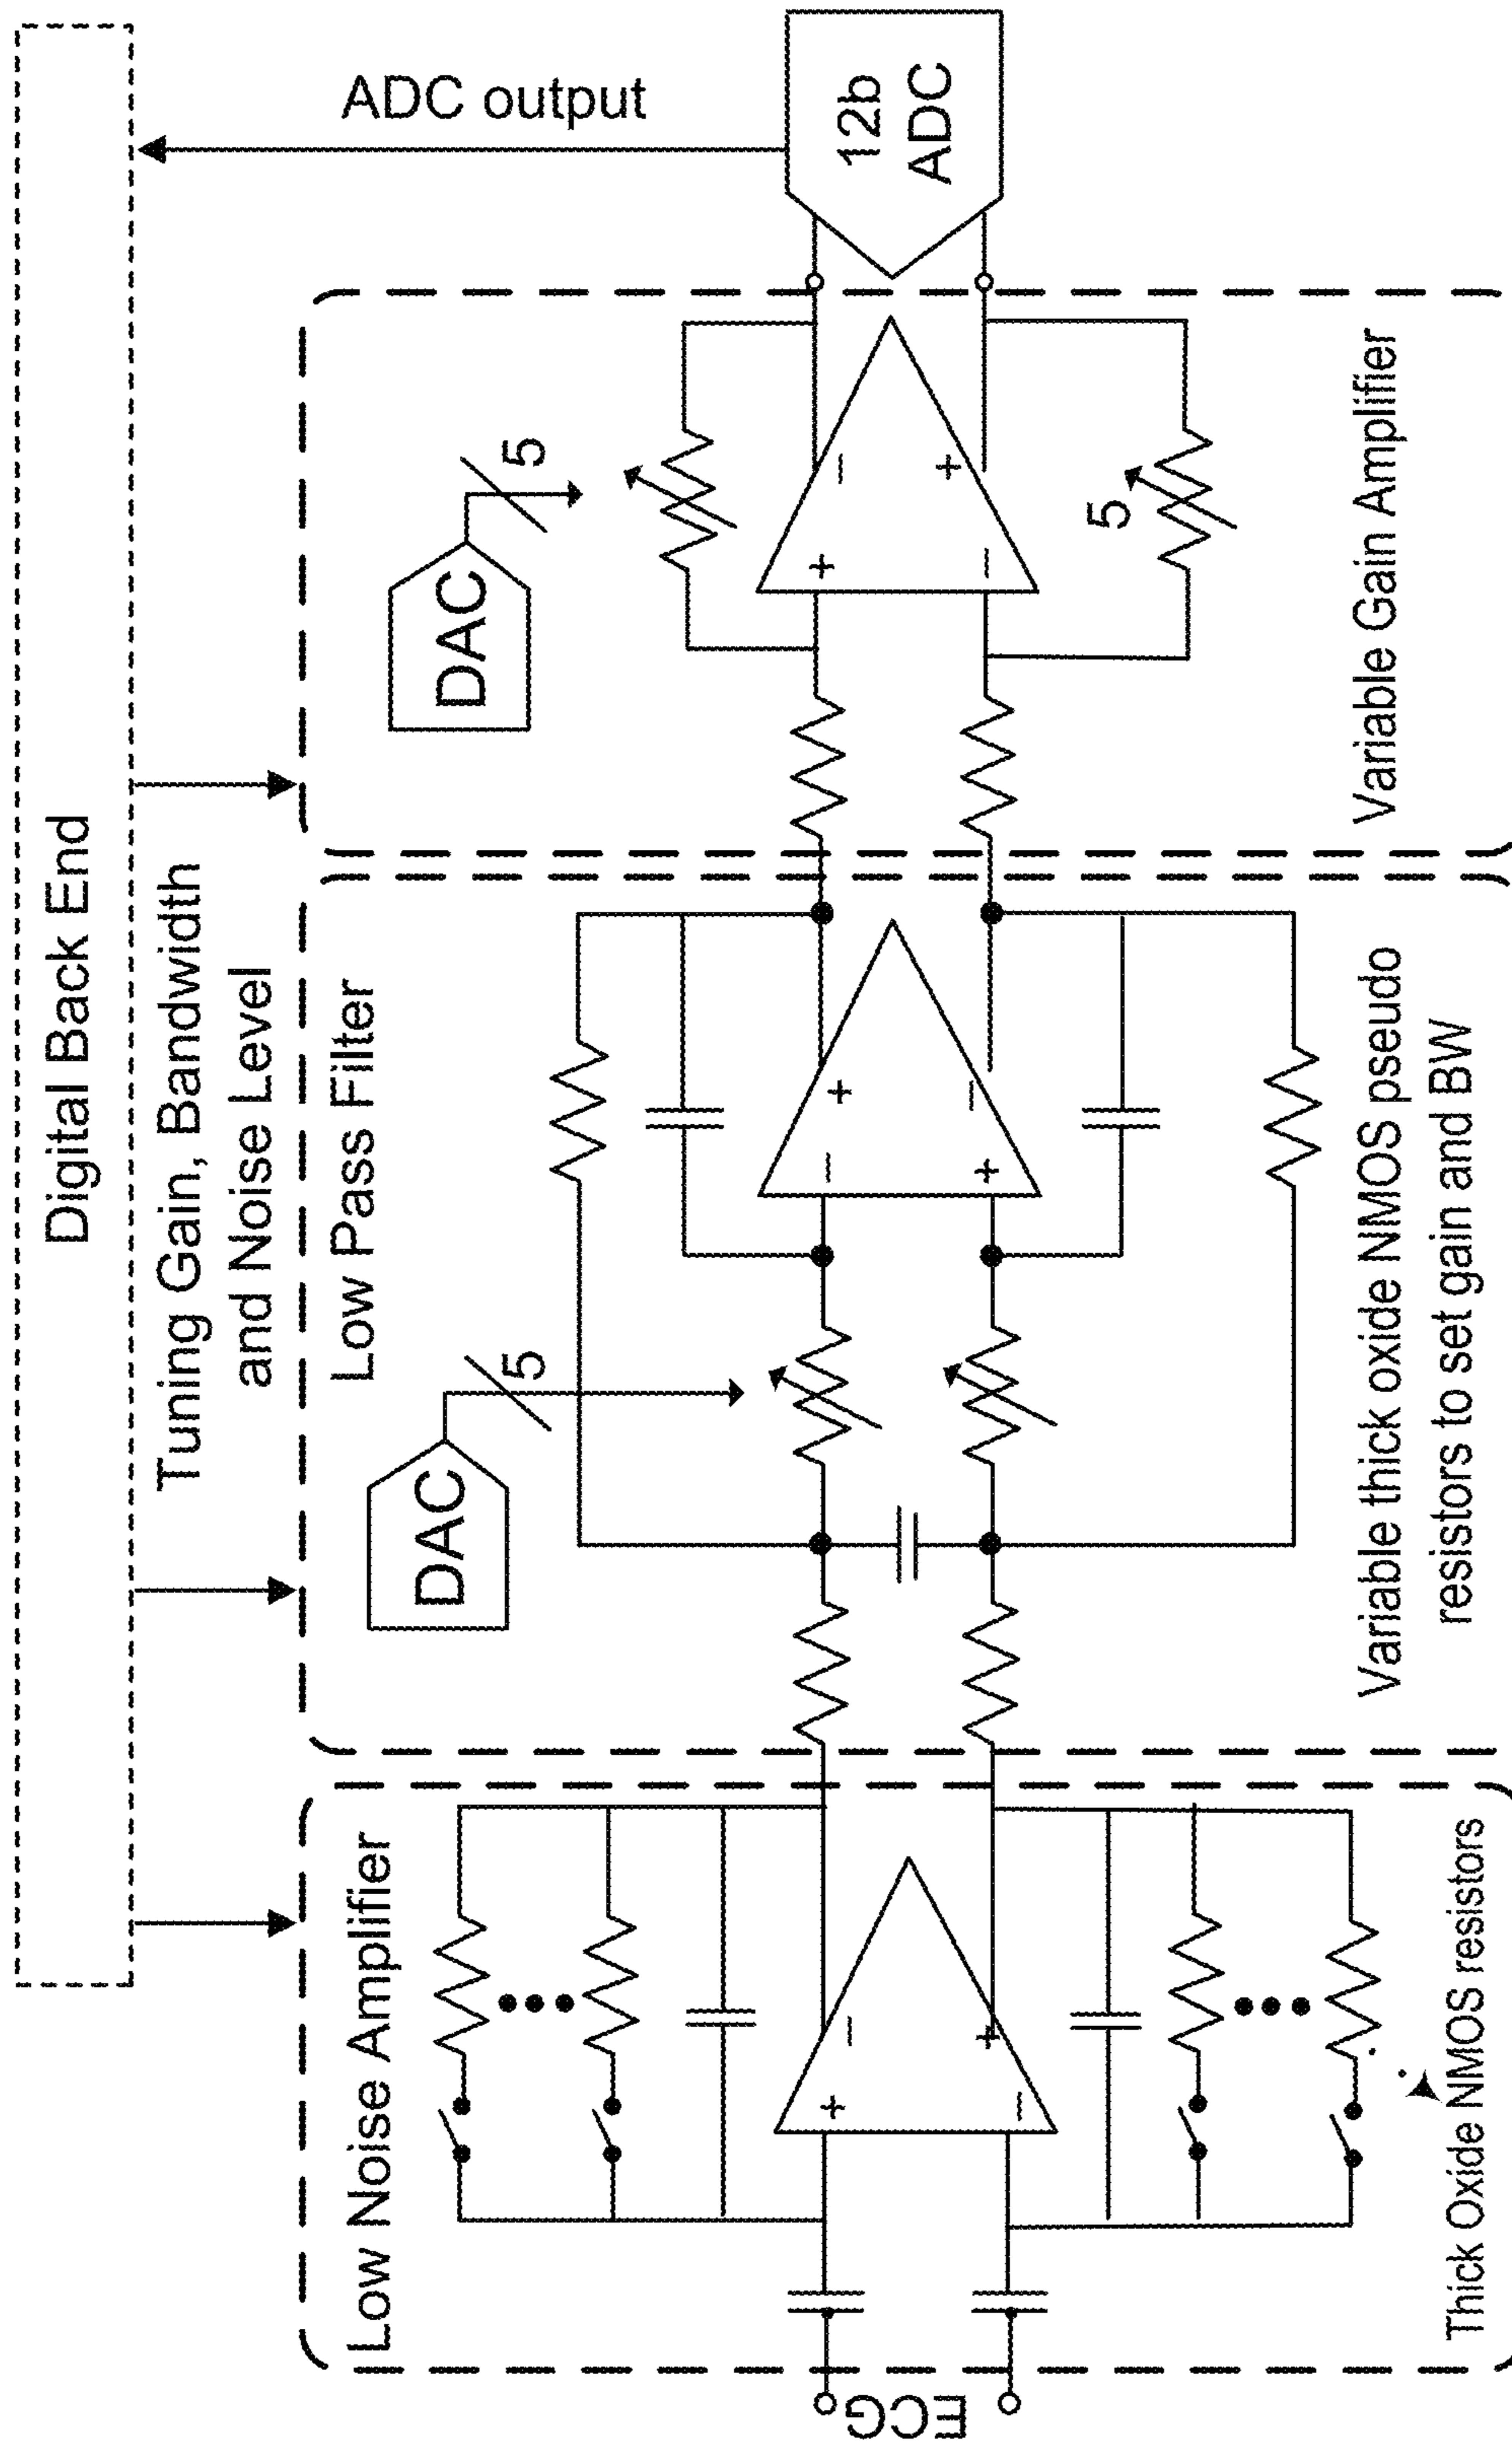 Digital Back End
Tuning Gain, Bandwidth
and Noise Level
ADC output
Low Noise Amplifier
Low Pass Filter
DAC
5
DAC
5
ECG
+
−
−
+
−
+
+
−
+
−
−
+
12b
ADC
5
Thick Oxide NMOS resistors
Variable thick oxide NMOS pseudo
resistors to set gain and BW
Variable Gain Amplifier